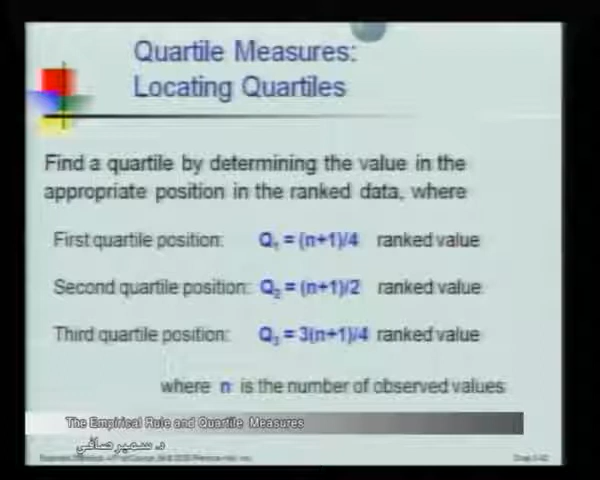 Quartile Measures:
Locating Quartiles
Find a quartile by determining the value in the
appropriate position in the ranked data, where
First quartile position: Q₁ = (n+1)/4 ranked value
Second quartile position: Q₂ = (n+1)/2 ranked value
Third quartile position: Q₃ = 3(n+1)/4 ranked value
where n is the number of observed values
The Empirical Rule and Quartile Measures
د. سمير صافي